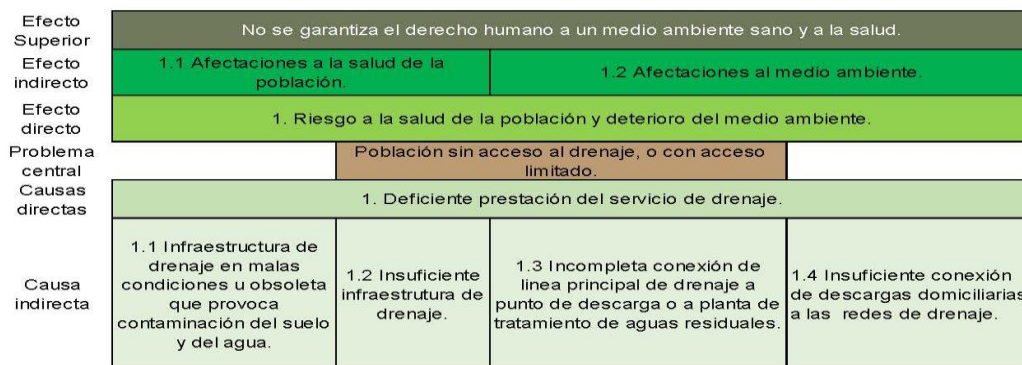 Efecto
Superior
No se garantiza el derecho humano a un medio ambiente sano y a la salud.
Efecto
indirecto
1.1 Afectaciones a la salud de la
población.
1.2 Afectaciones al medio ambiente.
Efecto
directo
1. Riesgo a la salud de la población y deterioro del medio ambiente.
Problema
central
Población sin acceso al drenaje, o con acceso
limitado.
Causas
directas
1. Deficiente prestación del servicio de drenaje.
Causa
indirecta
1.1 Infraestructura de
drenaje en malas
condiciones u obsoleta
que provoca
contaminación del suelo
y del agua.
1.2 Insuficiente
infraestrutura de
drenaje.
1.3 Incompleta conexión de
linea principal de drenaje a
punto de descarga o a planta de
tratamiento de aguas residuales.
1.4 Insuficiente conexión
de descargas domiciliarias
a las redes de drenaje.